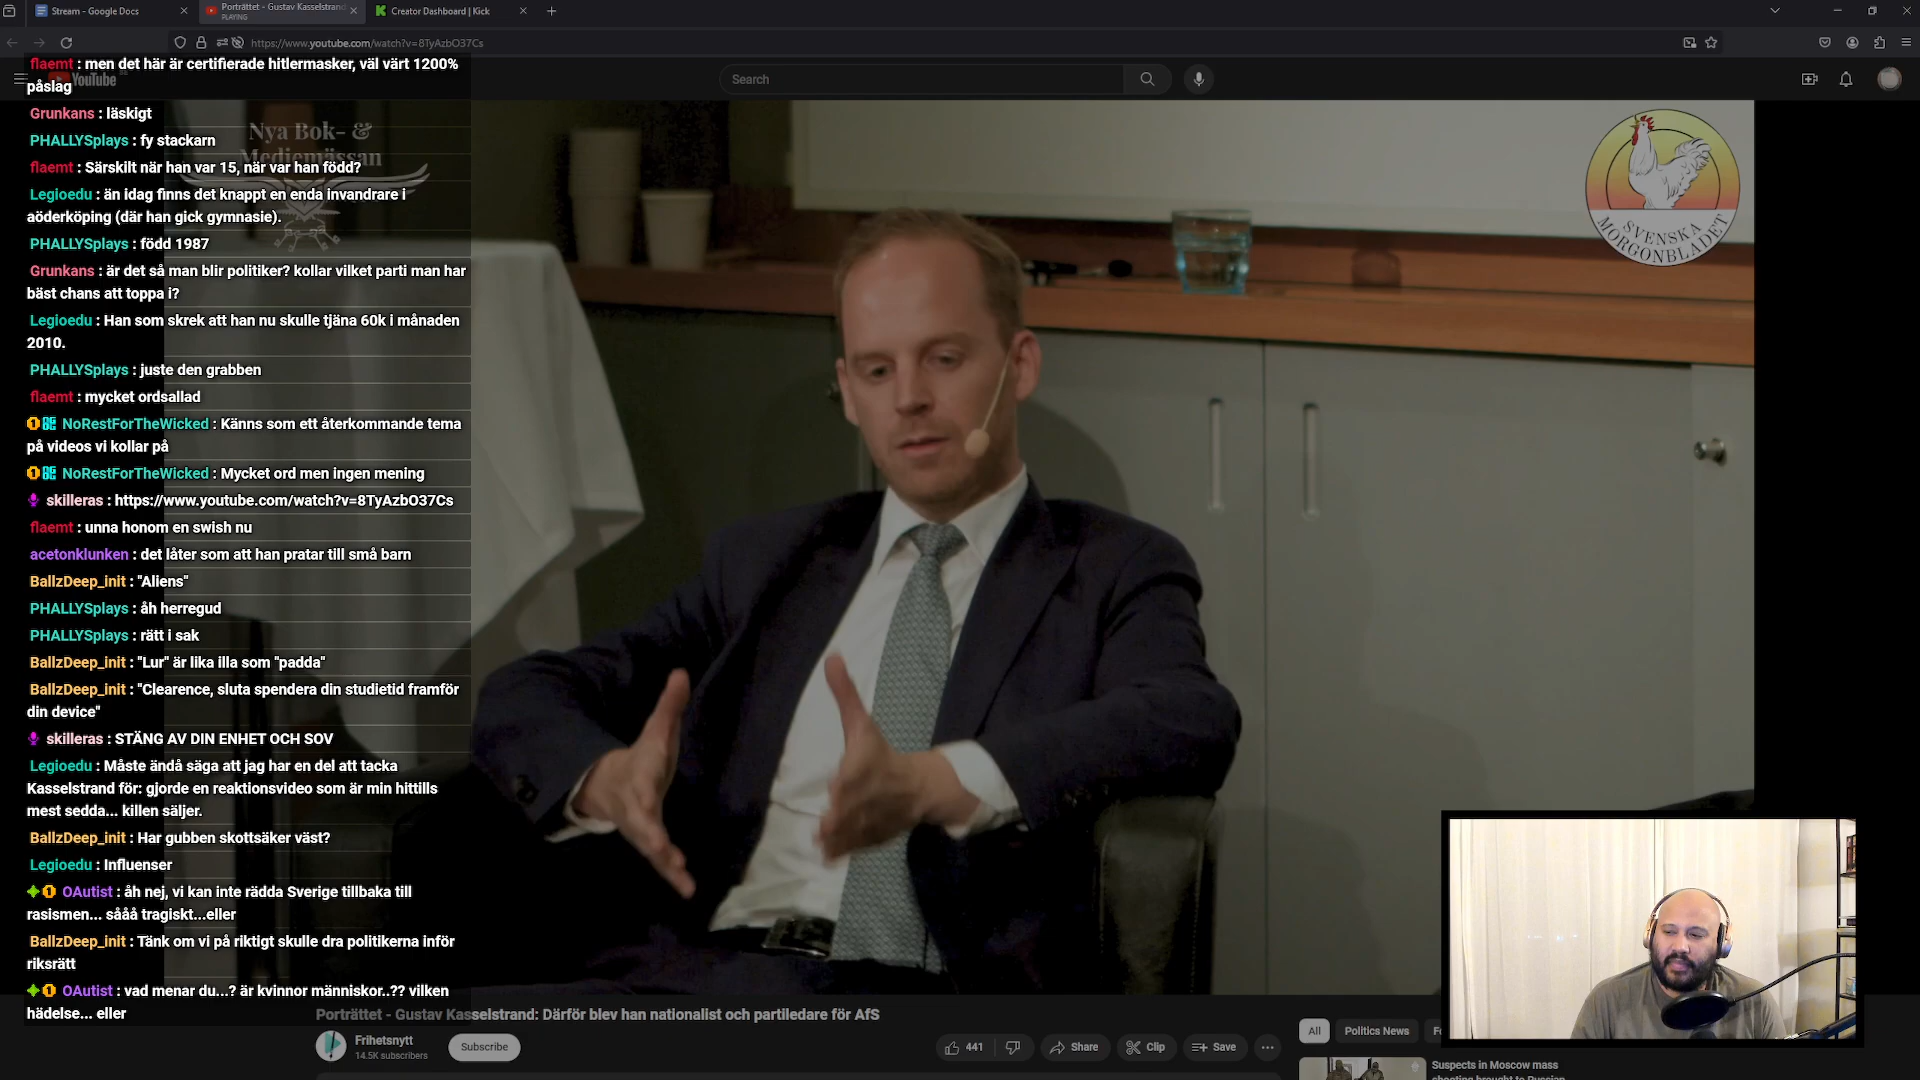 Stream - Google Docs
Porträttet - Gustav Kasselstrand:
PLAYING
Creator Dashboard | Kick
https://www.youtube.com/watch?v=8TyAzbO37Cs
YouTube
Search
flaemt : men det här är certifierade hitlermasker, väl värt 1200%
påslag
Grunkans : läskigt
PHALLYSplays : fy stackarn
flaemt : Särskilt när han var 15, när var han född?
Legioedu : än idag finns det knappt en enda invandrare i
aöderköping (där han gick gymnasie).
PHALLYSplays : född 1987
Grunkans : är det så man blir politiker? kollar vilket parti man har
bäst chans att toppa i?
Legioedu : Han som skrek att han nu skulle tjäna 60k i månaden
2010.
PHALLYSplays : juste den grabben
flaemt : mycket ordsallad
NoRestForTheWicked : Känns som ett återkommande tema
på videos vi kollar på
NoRestForTheWicked : Mycket ord men ingen mening
skilleras : https://www.youtube.com/watch?v=8TyAzbO37Cs
flaemt : unna honom en swish nu
acetonklunken : det låter som att han pratar till små barn
BallzDeep_init : "Aliens"
PHALLYSplays : åh herregud
PHALLYSplays : rätt i sak
BallzDeep_init : "Lur" är lika illa som "padda"
BallzDeep_init : "Clearence, sluta spendera din studietid framför
din device"
skilleras : STÄNG AV DIN ENHET OCH SOV
Legioedu : Måste ändå säga att jag har en del att tacka
Kasselstrand för: gjorde en reaktionsvideo som är min hittills
mest sedda... killen säljer.
BallzDeep_init : Har gubben skottsäker väst?
Legioedu : Influenser
OAutist : åh nej, vi kan inte rädda Sverige tillbaka till
rasismen... sååå tragiskt...eller
BallzDeep_init : Tänk om vi på riktigt skulle dra politikerna inför
riksrätt
OAutist : vad menar du...? är kvinnor människor..?? vilken
hädelse... eller
Nya Bok- &
Mediemässan
SVENSKA
MORGONBLADET
Porträttet - Gustav Kasselstrand: Därför blev han nationalist och partiledare för AfS
Frihetsnytt
14.5K subscribers
Subscribe
441
Share
Clip
Save
All
Politics News
Suspects in Moscow mass
shooting brought to Russian